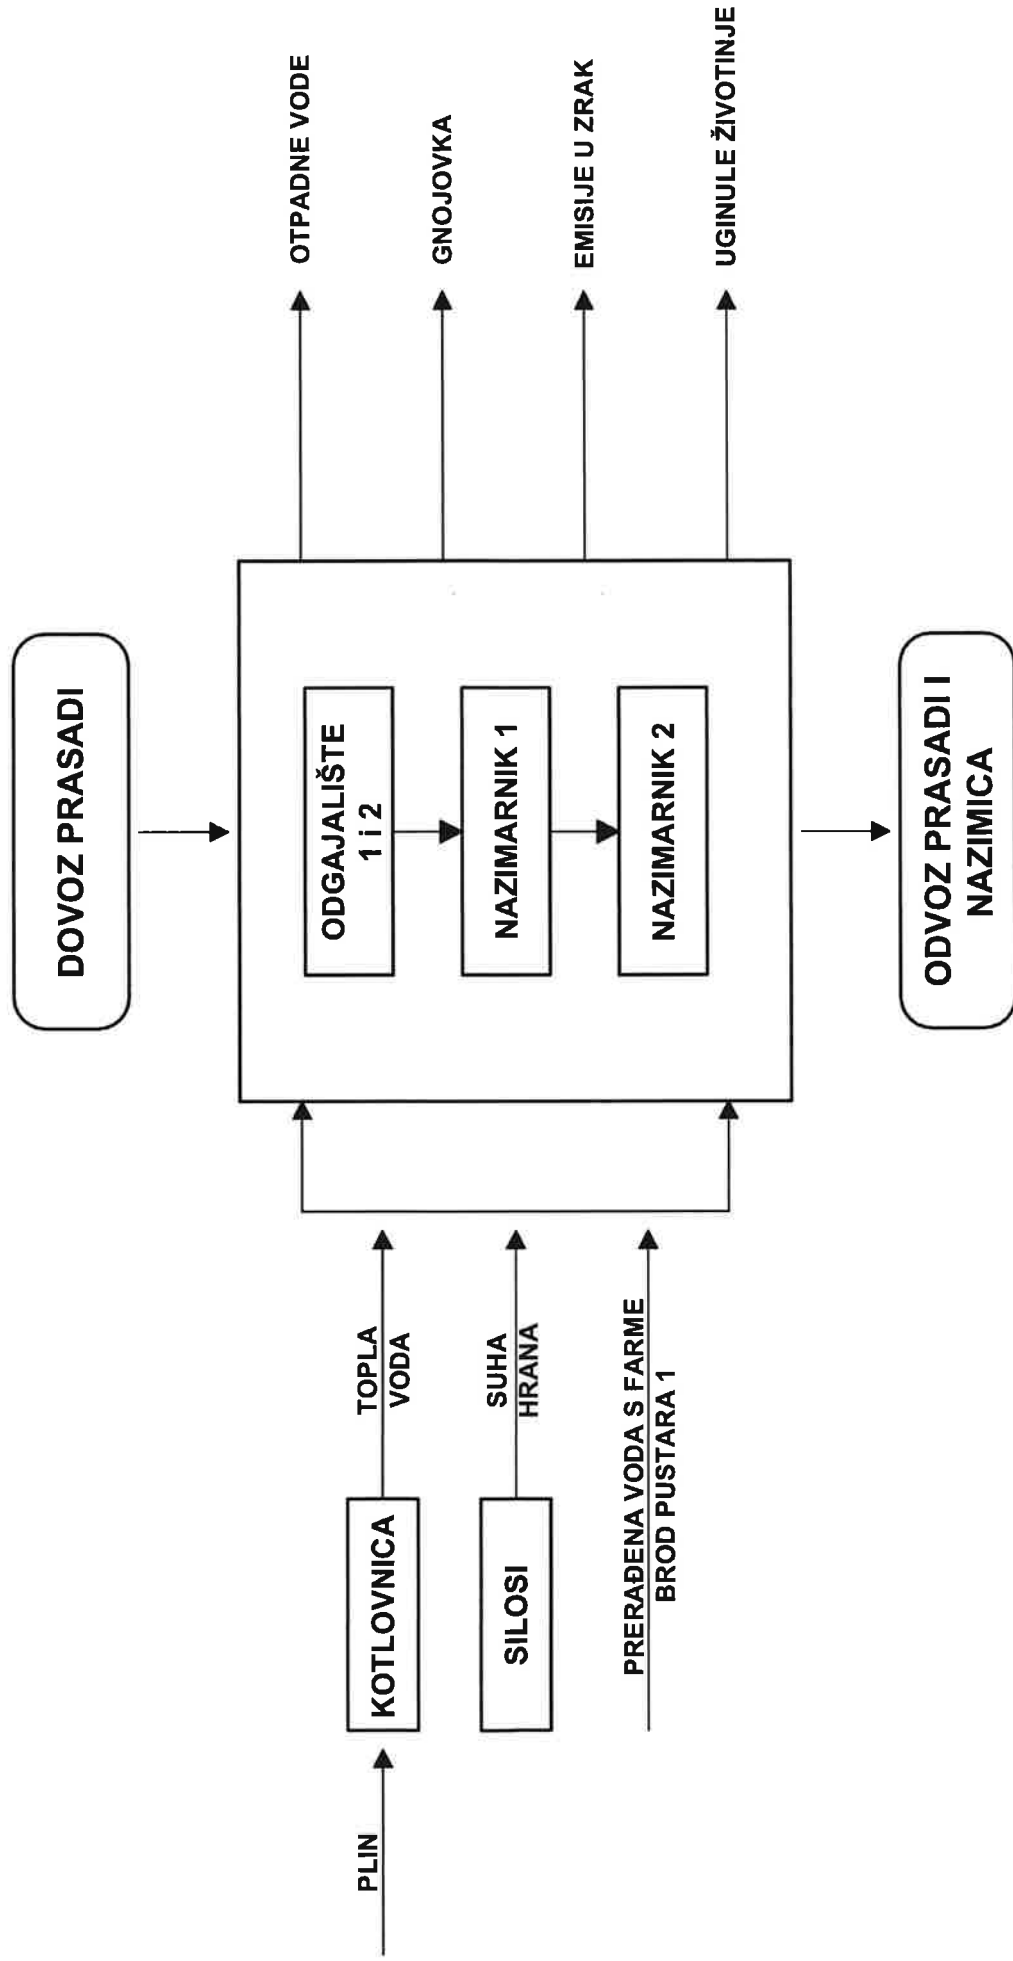 DOVOZ PRASADI
PLIN
KOTLOVNICA
TOPLA
VODA
SILOSI
SUHA
HRANA
PRERAĐENA VODA S FARME
BROD PUSTARA 1
ODGAJALIŠTE
1 i 2
NAZIMARNIK 1
NAZIMARNIK 2
OTPADNE VODE
GNOJOVKA
EMISIJE U ZRAK
UGINULE ŽIVOTINJE
ODVOZ PRASADI I
NAZIMICA